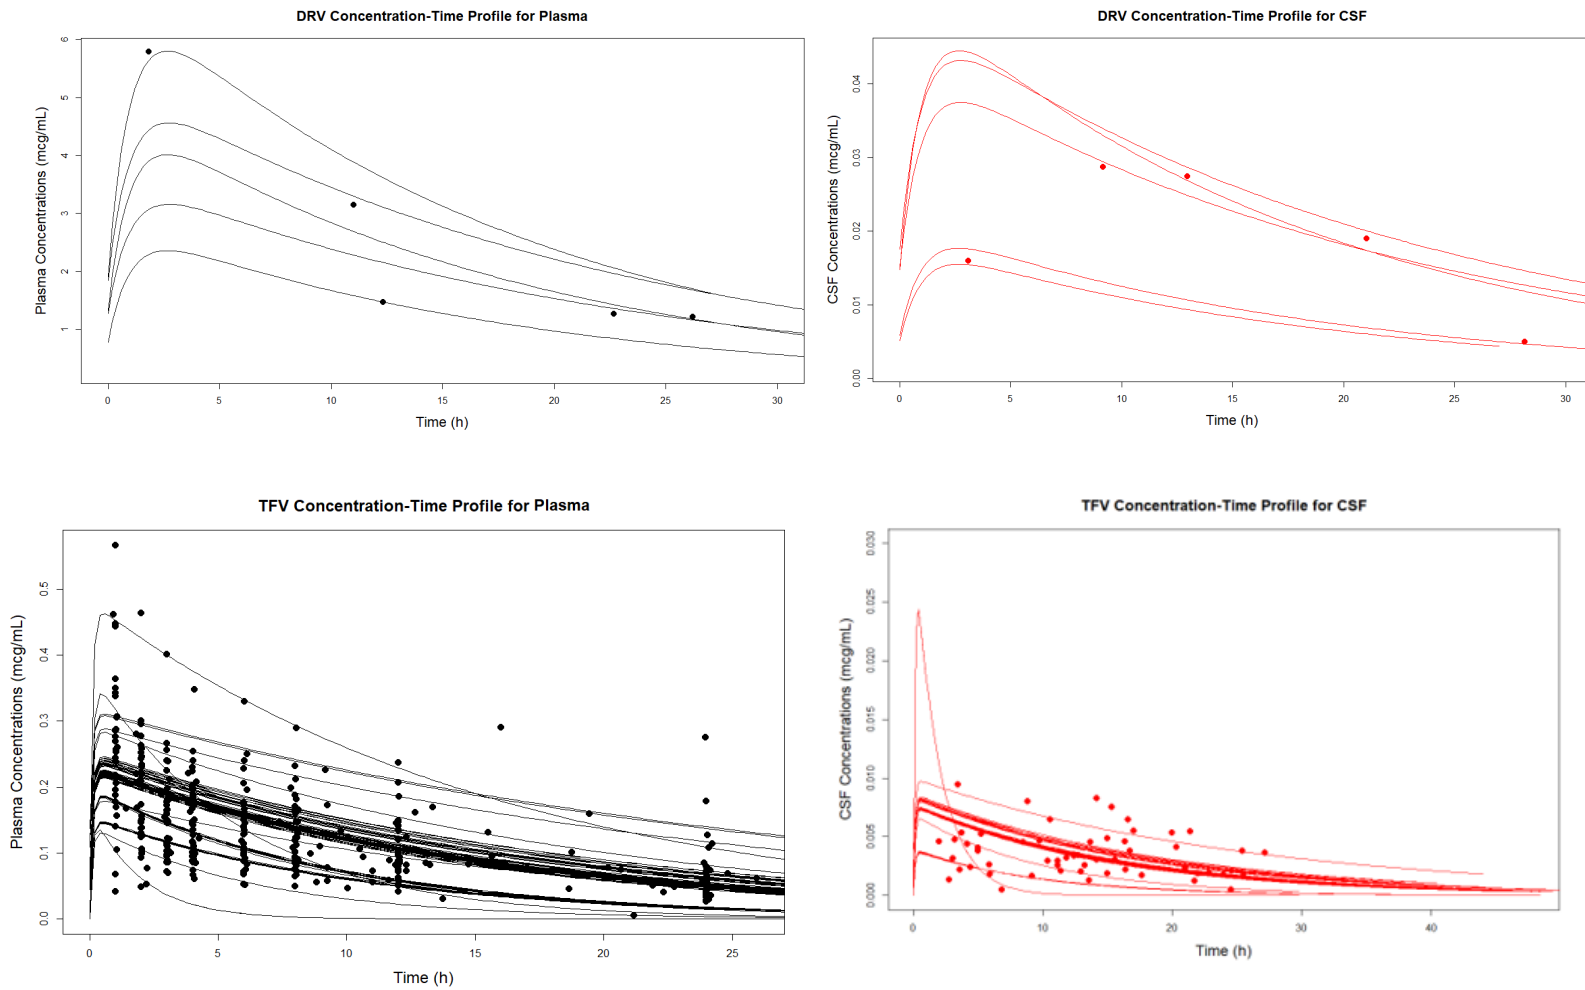 DRV Concentration-Time Profile for Plasma
Plasma Concentrations (mcg/mL)
6
5
4
3
2
1
0 5 10 15 20 25 30
Time (h)
DRV Concentration-Time Profile for CSF
CSF Concentrations (mcg/mL)
0.04
0.03
0.02
0.01
0.00
0 5 10 15 20 25 30
Time (h)
TFV Concentration-Time Profile for Plasma
Plasma Concentrations (mcg/mL)
0.5
0.4
0.3
0.2
0.1
0.0
0 5 10 15 20 25
Time (h)
TFV Concentration-Time Profile for CSF
CSF Concentrations (mcg/mL)
0.030
0.025
0.020
0.015
0.010
0.005
0.000
0 10 20 30 40
Time (h)